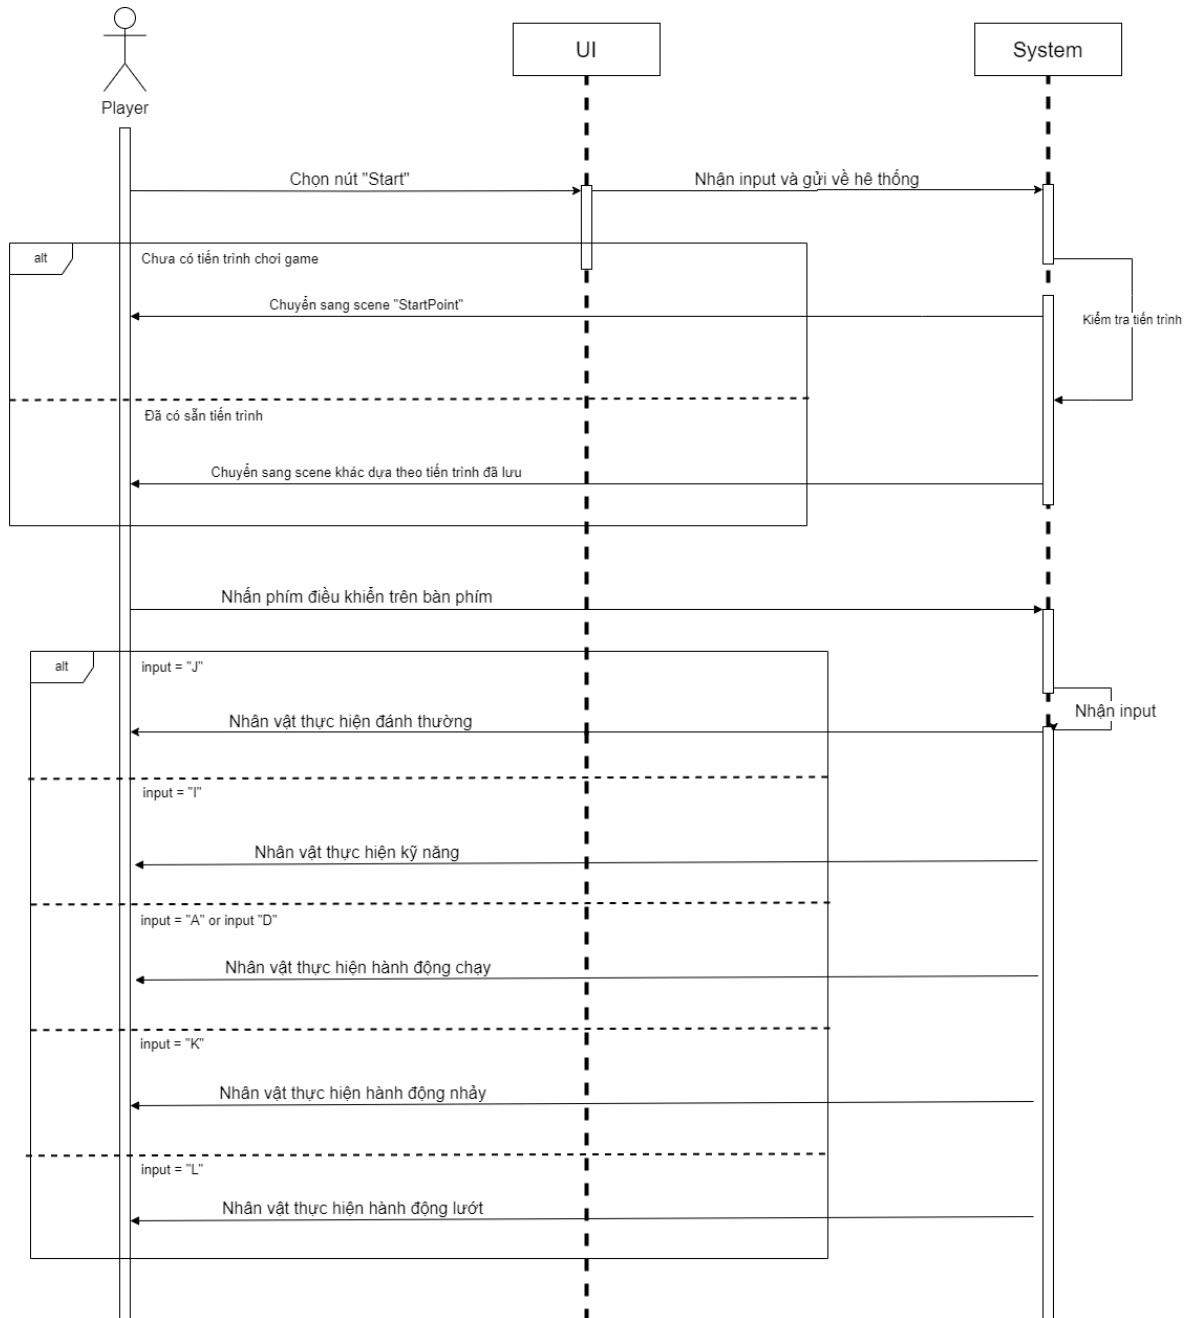 Player
UI
System
Chọn nút "Start"
Nhận input và gửi về hê thống
alt
Chưa có tiến trình chơi game
Chuyển sang scene "StartPoint"
Kiểm tra tiến trình
Đã có sẵn tiến trình
Chuyển sang scene khác dựa theo tiến trình đã lưu
Nhấn phím điều khiển trên bàn phím
alt
input = "J"
Nhận input
Nhân vật thực hiện đánh thường
input = "I"
Nhân vật thực hiện kỹ năng
input = "A" or input "D"
Nhân vật thực hiện hành động chạy
input = "K"
Nhân vật thực hiện hành động nhảy
input = "L"
Nhân vật thực hiện hành động lướt